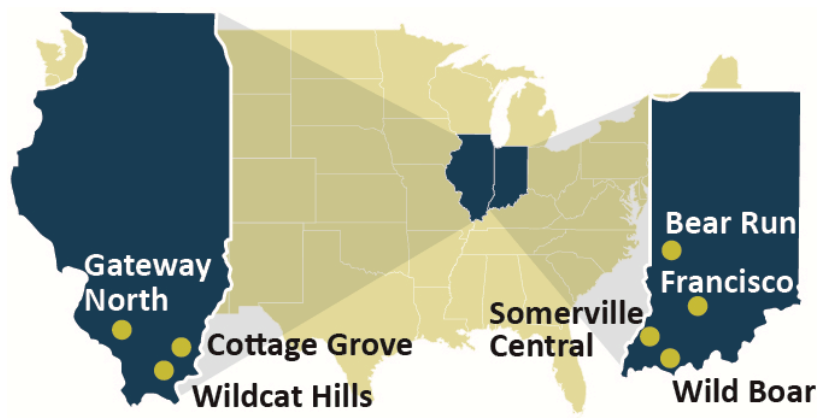 Gateway
North
Cottage Grove
Wildcat Hills
Bear Run
Francisco
Somerville
Central
Wild Boar